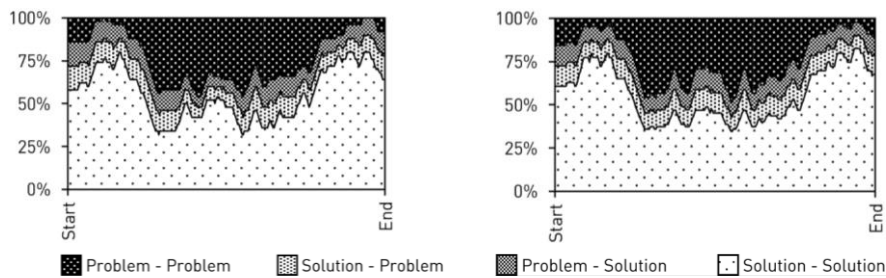 100% 100%
75% 75%
50% 50%
25% 25%
0% 0%
Start End Start End
Problem - Problem Solution - Problem Problem - Solution Solution - Solution